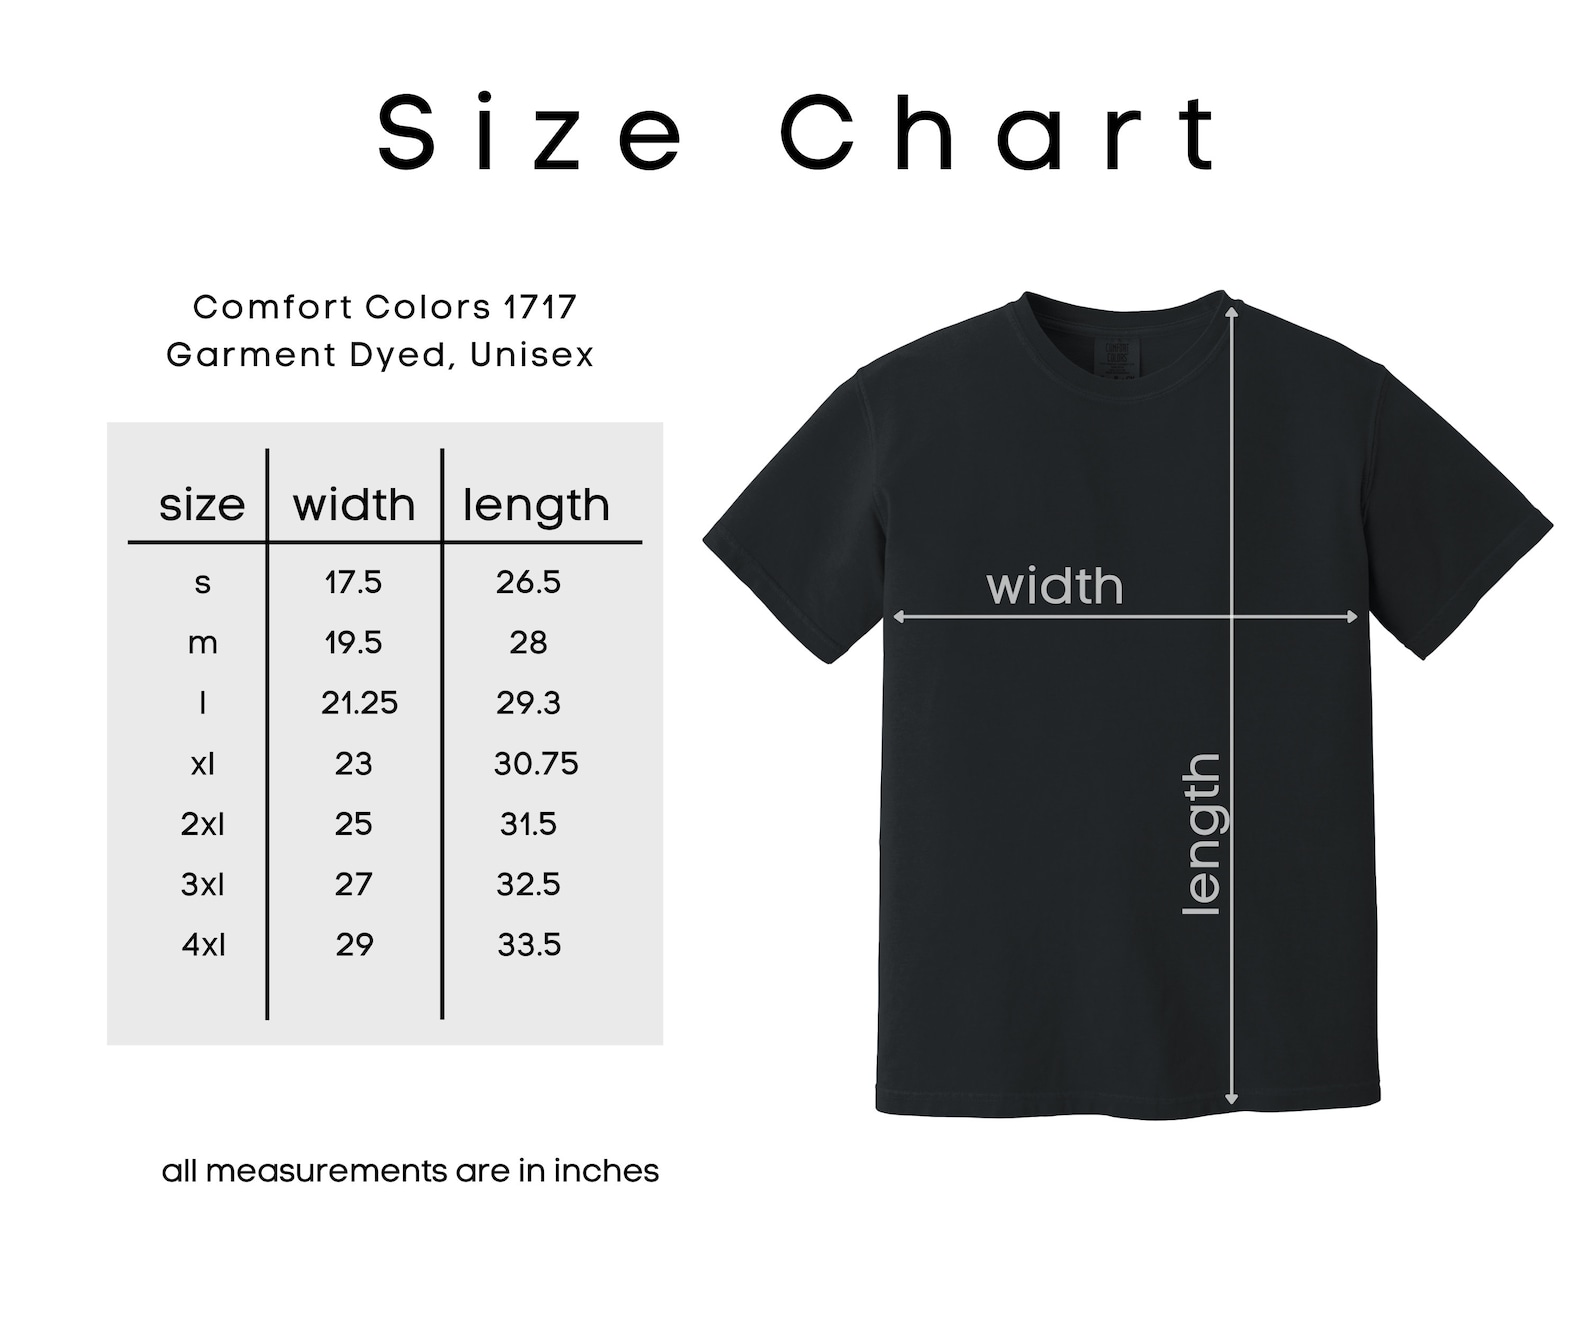 Size Chart
Comfort Colors 1717
Garment Dyed, Unisex
size width length
s 17.5 26.5
m 19.5 28
l 21.25 29.3
xl 23 30.75
2xl 25 31.5
3xl 27 32.5
4xl 29 33.5
all measurements are in inches
COMFORT
COLORS
width
length